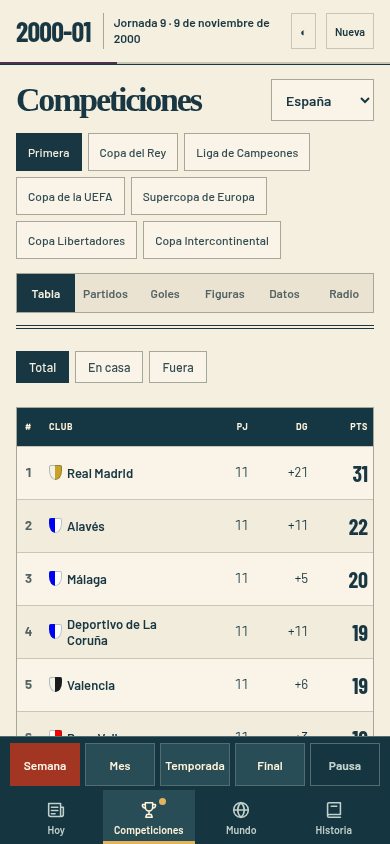 2000-01
Jornada 9 · 9 de noviembre de
2000
Nueva
Competiciones
España
Primera
Copa del Rey
Liga de Campeones
Copa de la UEFA
Supercopa de Europa
Copa Libertadores
Copa Intercontinental
Tabla Partidos Goles Figuras Datos Radio
Total En casa Fuera
# CLUB PJ DG PTS
1 Real Madrid 11 +21 31
2 Alavés 11 +11 22
3 Málaga 11 +5 20
4 Deportivo de La
Coruña 11 +11 19
5 Valencia 11 +6 19
Semana Mes Temporada Final Pausa
Hoy Competiciones Mundo Historia